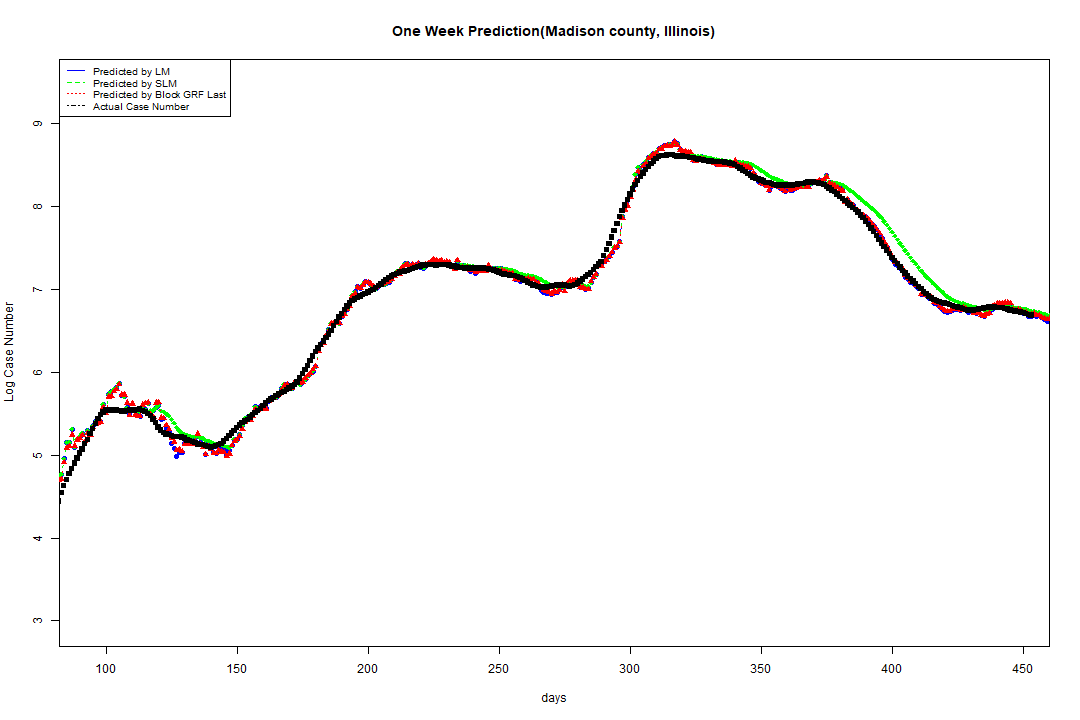 One Week Prediction(Madison county, Illinois)
Predicted by LM
Predicted by SLM
Predicted by Block GRF Last
Actual Case Number
9
8
7
6
5
4
3
Log Case Number
100 150 200 250 300 350 400 450
days